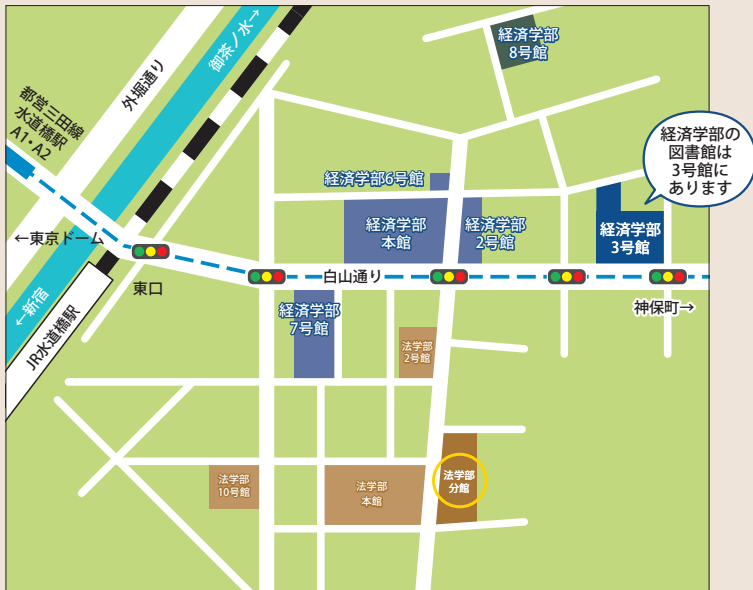 経済学部
8号館
御茶ノ水→
外堀通り
都営三田線
水道橋駅
A1・A2
経済学部の
図書館は
3号館に
あります
経済学部6号館
経済学部
本館
経済学部
2号館
経済学部
3号館
←東京ドーム
白山通り
東口
←新宿
JR水道橋駅
神保町→
経済学部
7号館
法学部
2号館
法学部
10号館
法学部
本館
法学部
分館